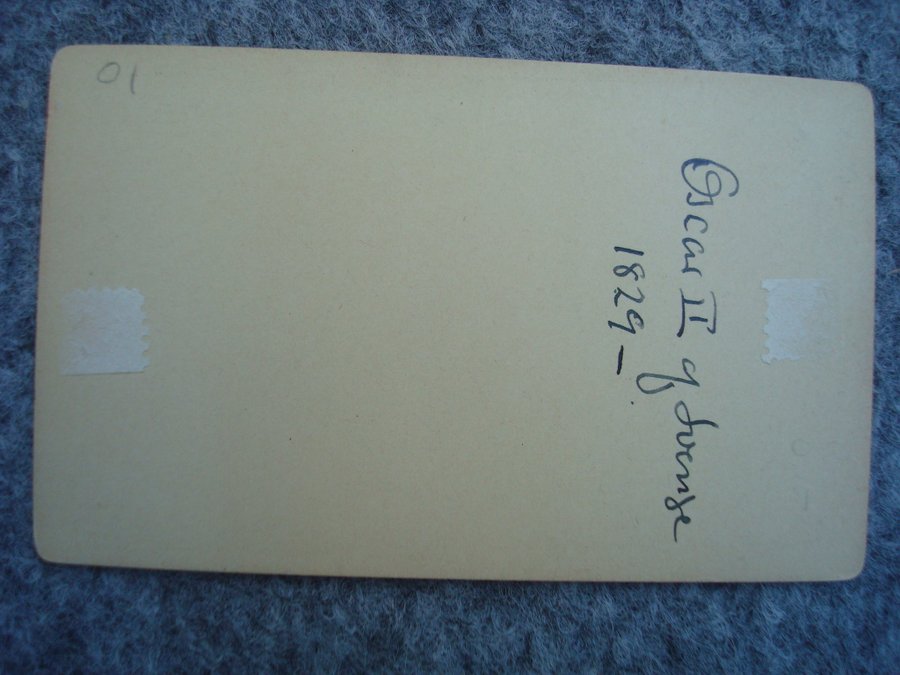 Oscar II af Sverige
1829 –
01